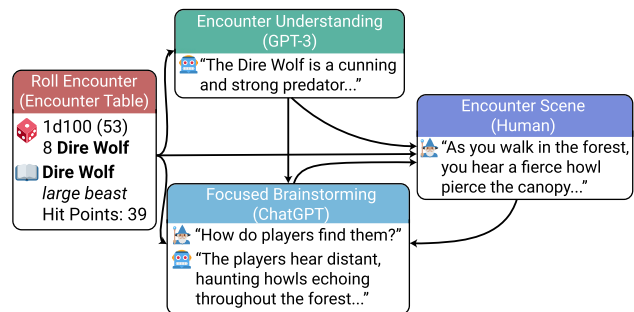 Roll Encounter
(Encounter Table)
1d100 (53)
8 Dire Wolf
Dire Wolf
large beast
Hit Points: 39
Encounter Understanding
(GPT-3)
“The Dire Wolf is a cunning
and strong predator...”
Focused Brainstorming
(ChatGPT)
“How do players find them?”
“The players hear distant,
haunting howls echoing
throughout the forest...”
Encounter Scene
(Human)
“As you walk in the forest,
you hear a fierce howl
pierce the canopy...”